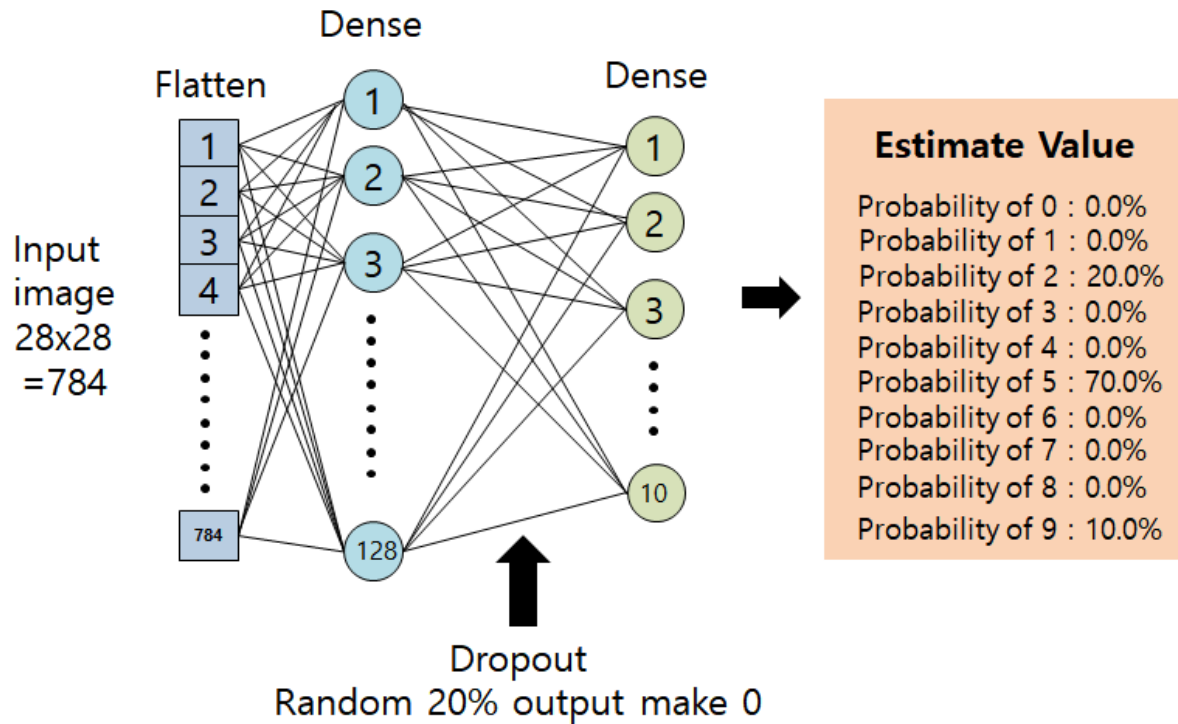 Dense
Flatten
Dense
Input
image
28x28
=784
1
2
3
4
784
1
2
3
128
1
2
3
10
Dropout
Random 20% output make 0
Estimate Value
Probability of 0 : 0.0%
Probability of 1 : 0.0%
Probability of 2 : 20.0%
Probability of 3 : 0.0%
Probability of 4 : 0.0%
Probability of 5 : 70.0%
Probability of 6 : 0.0%
Probability of 7 : 0.0%
Probability of 8 : 0.0%
Probability of 9 : 10.0%